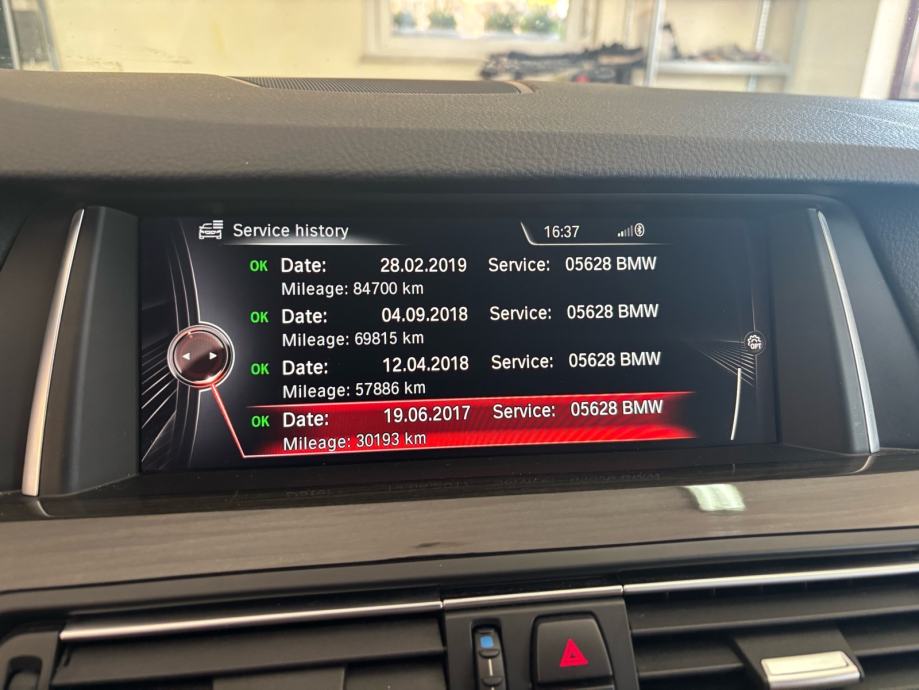 Service history
16:37
OK Date: 28.02.2019 Service: 05628 BMW
Mileage: 84700 km
OK Date: 04.09.2018 Service: 05628 BMW
Mileage: 69815 km
OK Date: 12.04.2018 Service: 05628 BMW
Mileage: 57886 km
OPT
OK Date: 19.06.2017 Service: 05628 BMW
Mileage: 30193 km